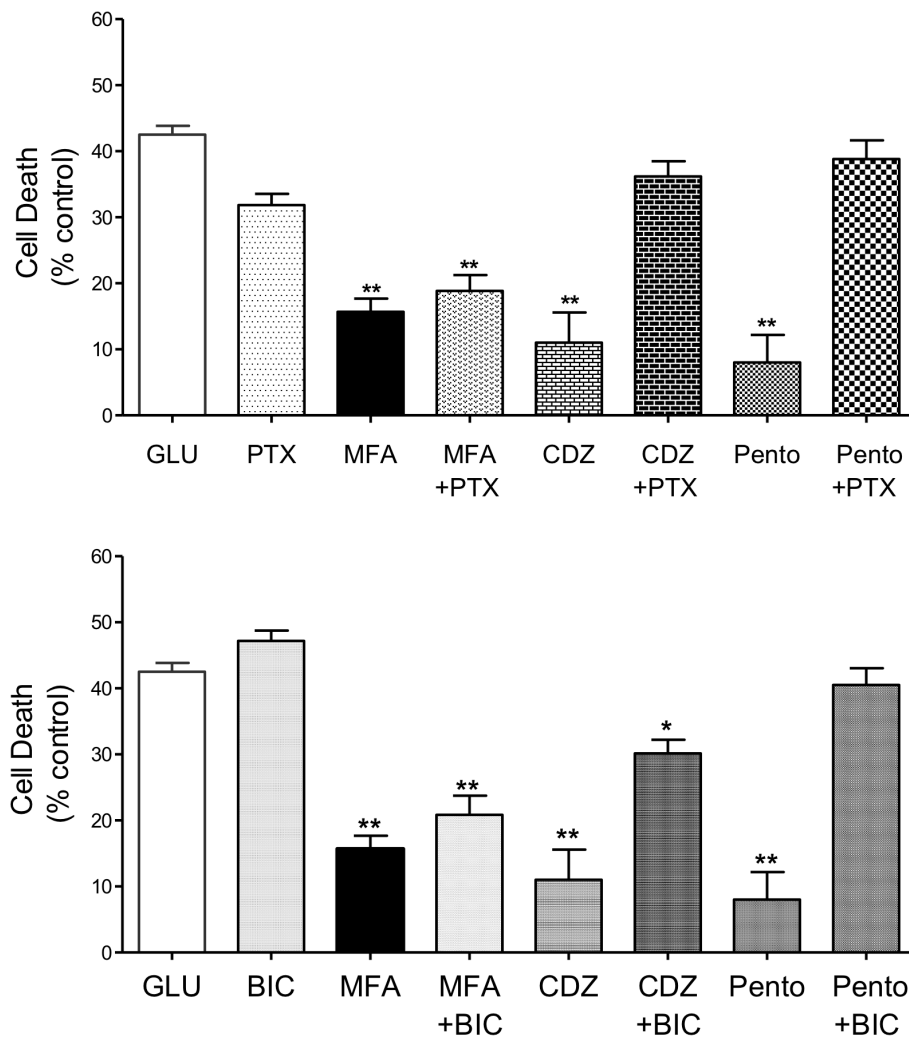 60
50
40
30
20
10
0
Cell Death
(% control)
**
**
**
**
GLU PTX MFA MFA CDZ CDZ Pento Pento
+PTX +PTX +PTX
60
50
40
30
20
10
0
Cell Death
(% control)
**
**
**
*
**
GLU BIC MFA MFA CDZ CDZ Pento Pento
+BIC +BIC +BIC